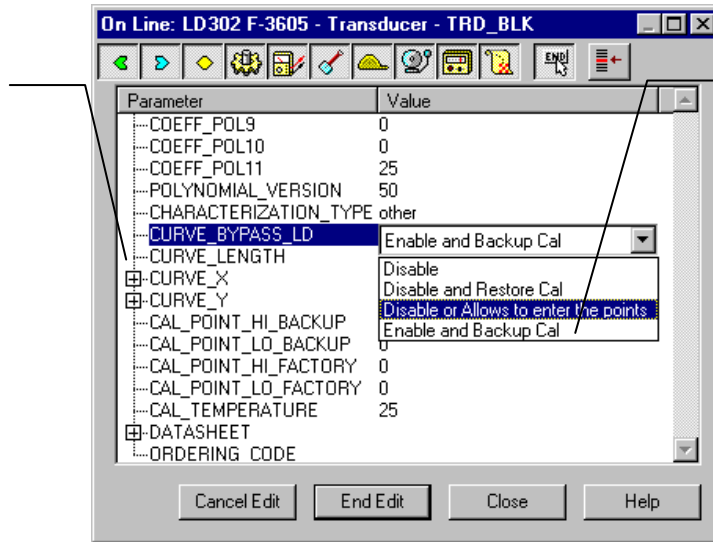 On Line: LD302 F-3605 - Transducer - TRD_BLK
END
Parameter Value
COEFF_POL9 0
COEFF_POL10 0
COEFF_POL11 25
POLYNOMIAL_VERSION 50
CHARACTERIZATION_TYPE other
CURVE_BYPASS_LD Enable and Backup Cal
CURVE_LENGTH Disable
CURVE_X Disable and Restore Cal
CURVE_Y Disable or Allows to enter the points
CAL_POINT_HI_BACKUP Enable and Backup Cal
CAL_POINT_LO_BACKUP 0
CAL_POINT_HI_FACTORY 0
CAL_POINT_LO_FACTORY 0
CAL_TEMPERATURE 25
DATASHEET
ORDERING_CODE
Cancel Edit End Edit Close Help